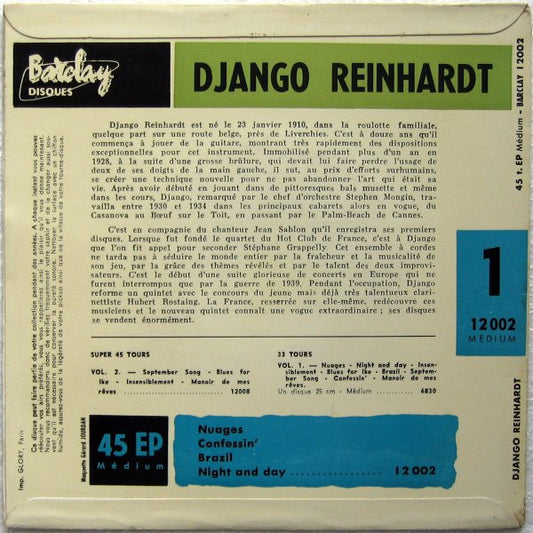 Barclay
DISQUES
DJANGO REINHARDT
45 t. EP Médium - BARCLAY 12002
Django Reinhardt est né le 23 janvier 1910, dans la roulotte familiale,
quelque part sur une route belge, près de Liverchies. C'est à douze ans qu'il
commença à jouer de la guitare, montrant très rapidement des dispositions
exceptionnelles pour cet instrument. Immobilisé pendant plus d'un an en
1928, à la suite d'une grosse brûlure, qui devait lui faire perdre l'usage
de deux de ses doigts de la main gauche, il sut, au prix d'efforts surhumains,
se créer une technique nouvelle pour ne pas abandonner l'art qui était sa
vie. Après avoir débuté en jouant dans de pittoresques bals musette et même
dans les cours, Django, remarqué par le chef d'orchestre Stephen Mongin, tra-
vailla entre 1930 et 1934 dans les principaux cabarets alors en vogue, du
Casanova au Bœuf sur le Toit, en passant par le Palm-Beach de Cannes.
C'est en compagnie du chanteur Jean Sablon qu'il enregistra ses premiers
disques. Lorsque fut fondé le quartet du Hot Club de France, c'est à Django
que l'on fit appel pour seconder Stéphane Grappelly. Cet ensemble à cordes
ne tarda pas à séduire le monde entier par la fraîcheur et la musicalité
de son jeu, par la grâce des thèmes révélés et par le talent des deux improvi-
sateurs. C'est le début d'une suite glorieuse de concerts en Europe qui ne
furent interrompus que par la guerre de 1939. Pendant l'occupation, Django
reforme un quintet avec le concours du jeune mais déjà très talentueux clari-
nettiste Hubert Rostaing. La France, resserrée sur elle-même, redécouvre ces
musiciens et le nouveau quintet connaît une vogue extraordinaire ; ses disques
se vendent énormément.
1
12002
MEDIUM
SUPER 45 TOURS
VOL. 2. — September Song - Blues for
Ike - Insensiblement - Manoir de mes
rêves 12008
33 TOURS
VOL. 1. — Nuages - Night and day - Insen-
siblement - Blues for Ike - Brazil - Septem-
ber Song - Confessin' - Manoir de mes
rêves.
Un disque 25 cm - Médium ........... 6830
45 EP
Médium
Nuages
Confessin'
Brazil
Night and day .................. 12002
Maquette Gérard JOURDAN
DJANGO REINHARDT
Ce disque peut faire partie de votre collection pendant des années. A chaque instant vous pouvez
Imp. GLORY, Paris